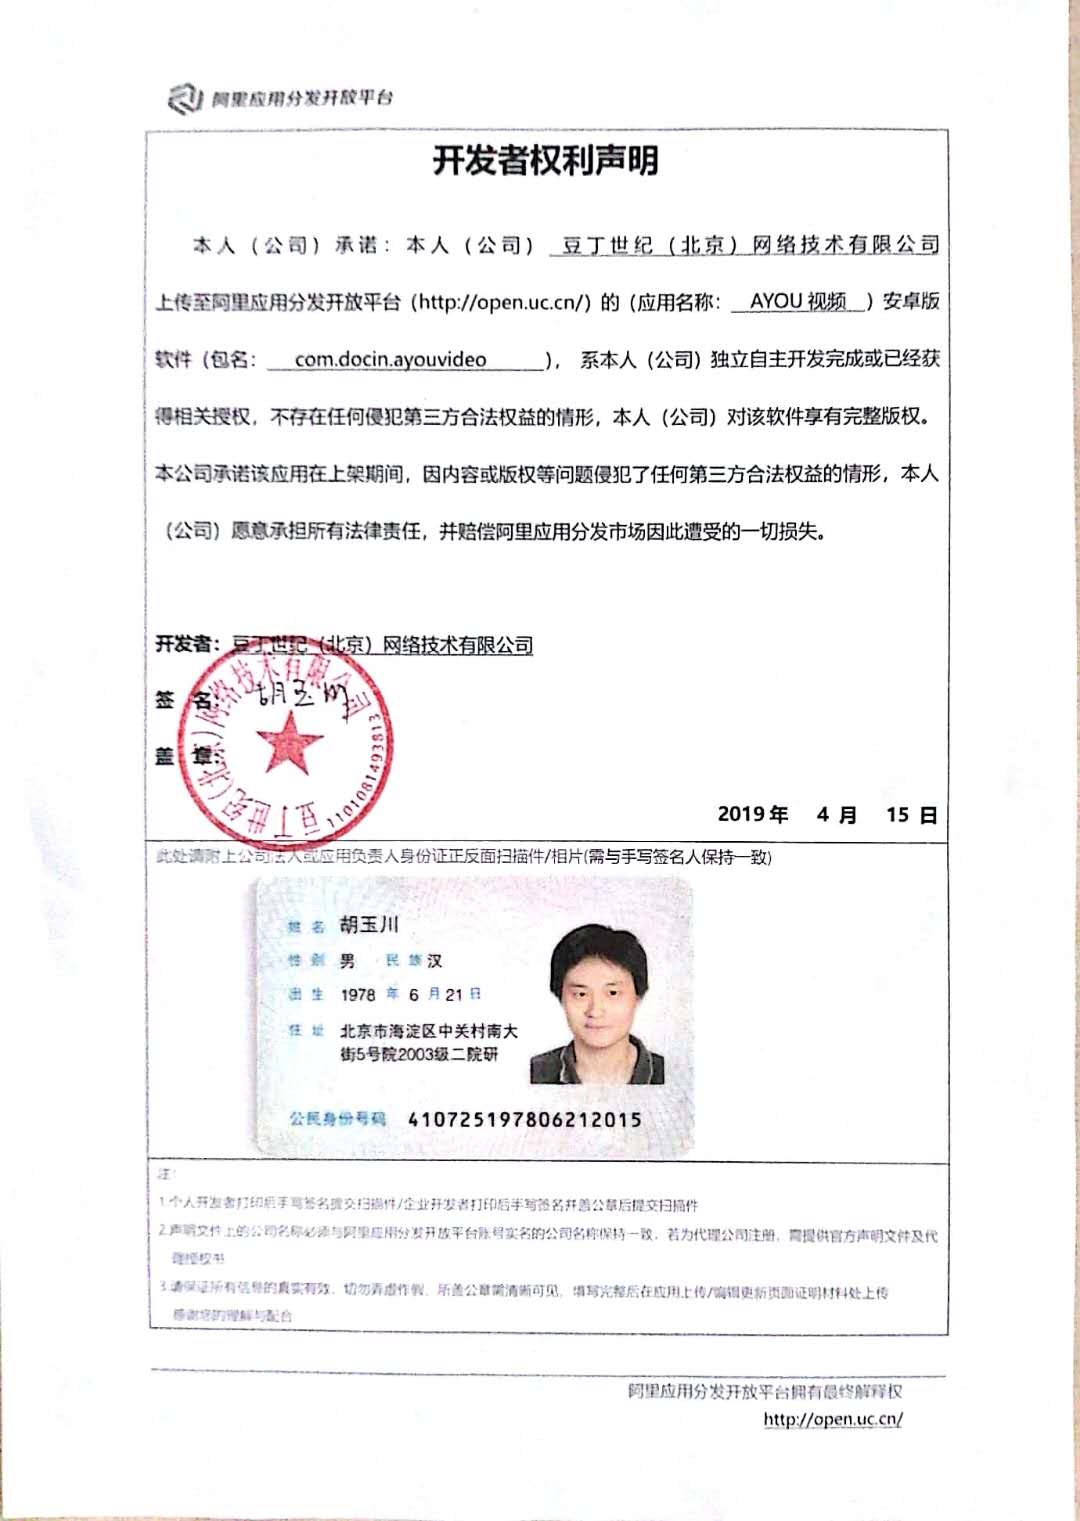 阿里应用分发开放平台
开发者权利声明
本人（公司）承诺：本人（公司） 豆丁世纪（北京）网络技术有限公司
上传至阿里应用分发开放平台（http://open.uc.cn/）的（应用名称： AYOU 视频 ）安卓版
软件（包名： com.docin.ayouvideo ）， 系本人（公司）独立自主开发完成或已经获
得相关授权，不存在任何侵犯第三方合法权益的情形，本人（公司）对该软件享有完整版权。
本公司承诺该应用在上架期间，因内容或版权等问题侵犯了任何第三方合法权益的情形，本人
（公司）愿意承担所有法律责任，并赔偿阿里应用分发市场因此遭受的一切损失。
开发者：豆丁世纪（北京）网络技术有限公司
签 名：胡玉川
盖 章：
豆丁世纪(北京)网络技术有限公司
1101081493813
2019年 4 月 15 日
此处请附上公司法人或应用负责人身份证正反面扫描件/相片(需与手写签名人保持一致)
姓名 胡玉川
性别 男 民族 汉
出生 1978 年 6 月 21 日
住址 北京市海淀区中关村南大
街5号院2003级二院研
公民身份号码 410725197806212015
注：
1.个人开发者打印后手写签名提交扫描件/企业开发者打印后手写签名并盖公章后提交扫描件
2.声明文件上的公司名称必须与阿里应用分发开放平台账号实名的公司名称保持一致，若为代理公司注册，需提供官方声明文件及代
理授权书
3.请保证所有信息的真实有效，切勿弄虚作假，所盖公章需清晰可见，填写完整后在应用上传/编辑更新页面证明材料处上传
感谢您的理解与配合
阿里应用分发开放平台拥有最终解释权
http://open.uc.cn/